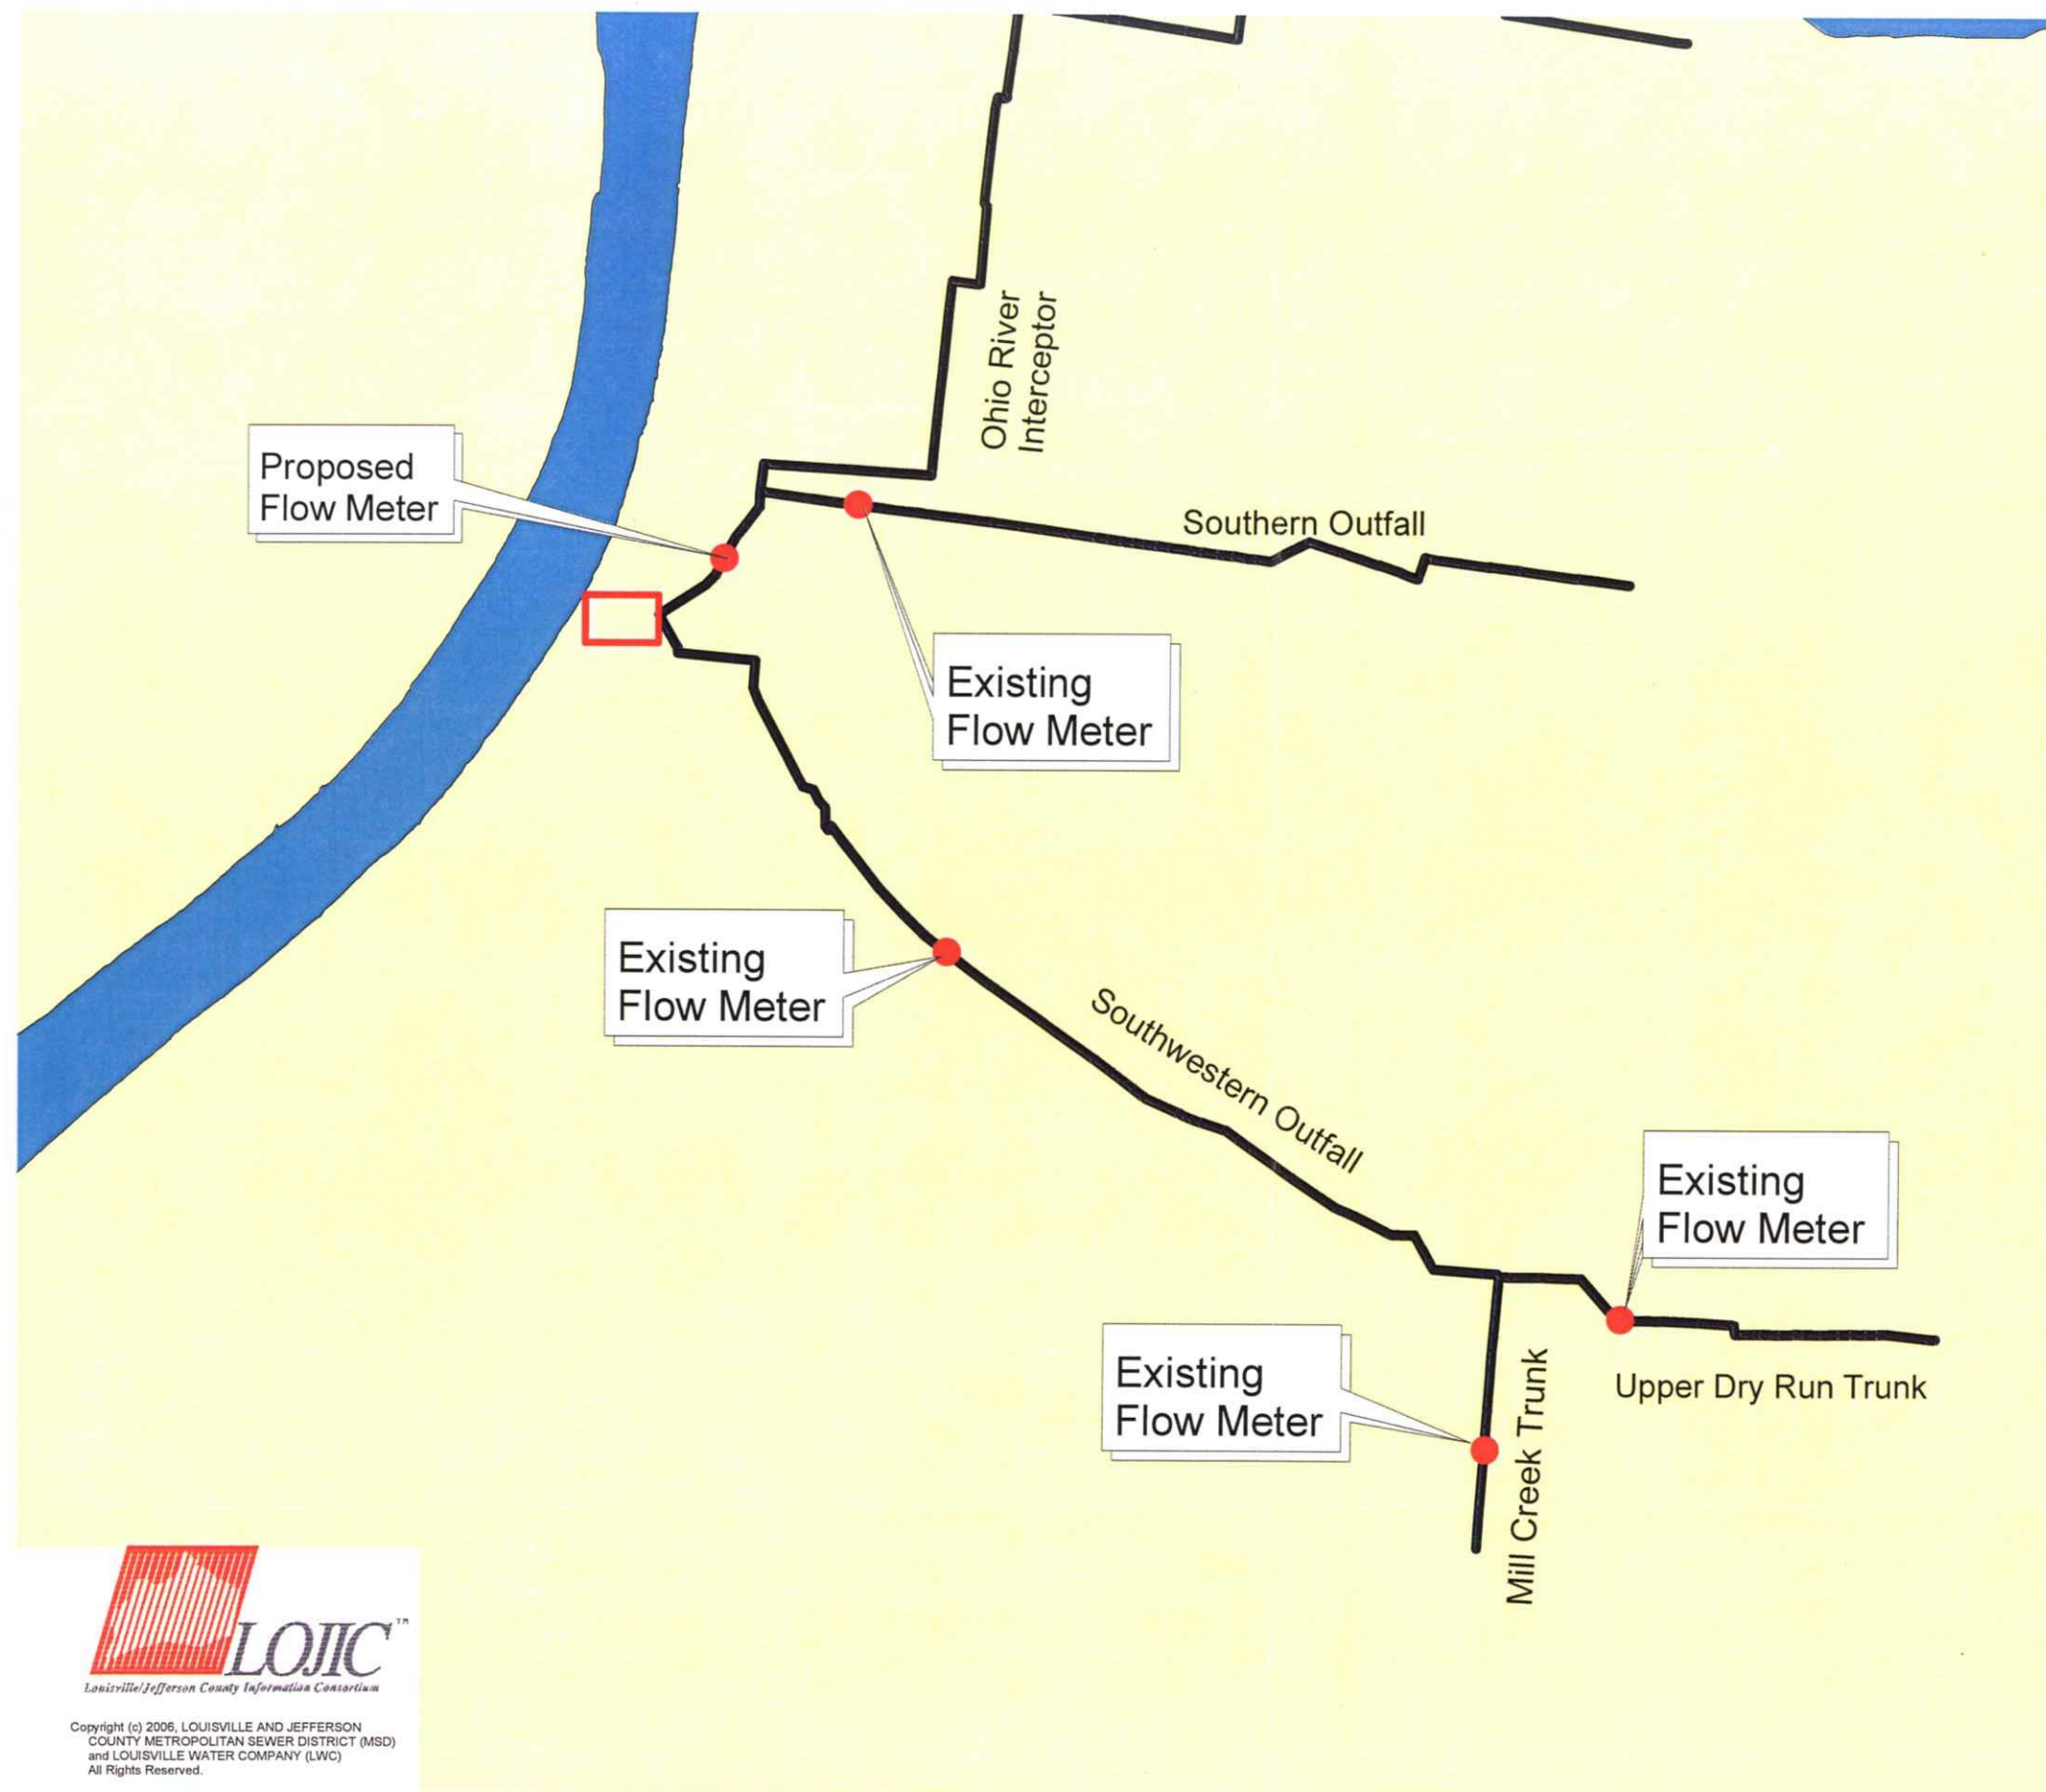 Ohio River
Interceptor
Proposed
Flow Meter
Southern Outfall
Existing
Flow Meter
Existing
Flow Meter
Southwestern Outfall
Existing
Flow Meter
Existing
Flow Meter
Upper Dry Run Trunk
Mill Creek Trunk
LOJIC™
Louisville/Jefferson County Information Consortium
Copyright (c) 2006, LOUISVILLE AND JEFFERSON
COUNTY METROPOLITAN SEWER DISTRICT (MSD)
and LOUISVILLE WATER COMPANY (LWC)
All Rights Reserved.